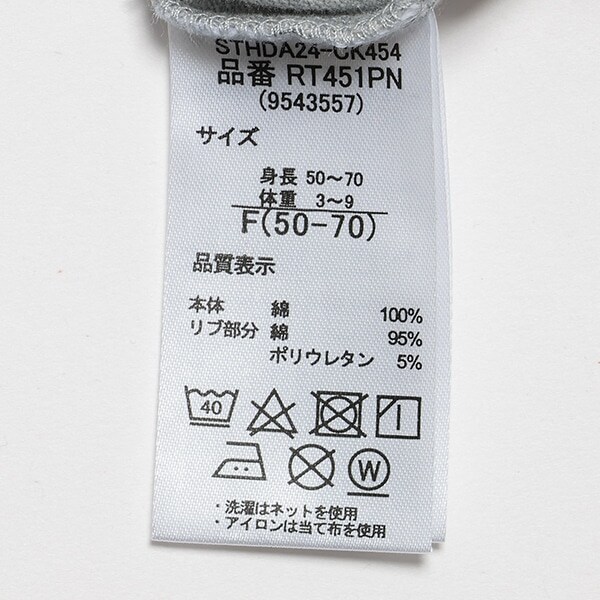 STHDA24-CK454
品番 RT451PN
(9543557)
サイズ
身長 50～70
体重 3～9
F(50-70)
品質表示
本体 綿 100%
リブ部分 綿 95%
ポリウレタン 5%
40
W
・洗濯はネットを使用
・アイロンは当て布を使用